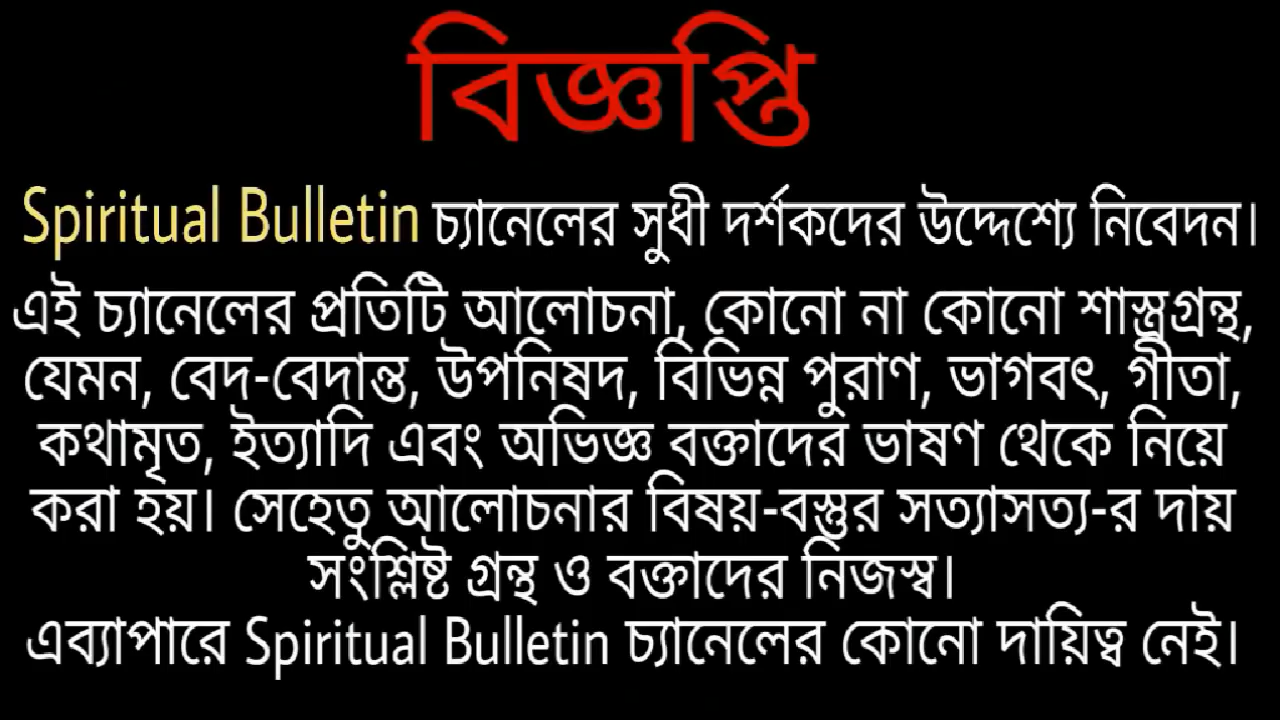 বিজ্ঞপ্তি
Spiritual Bulletin চ্যানেলের সুধী দর্শকদের উদ্দেশ্যে নিবেদন।
এই চ্যানেলের প্রতিটি আলোচনা, কোনো না কোনো শাস্ত্রগ্রন্থ,
যেমন, বেদ-বেদান্ত, উপনিষদ, বিভিন্ন পুরাণ, ভাগবৎ, গীতা,
কথামৃত, ইত্যাদি এবং অভিজ্ঞ বক্তাদের ভাষণ থেকে নিয়ে
করা হয়। সেহেতু আলোচনার বিষয়-বস্তুর সত্যাসত্য-র দায়
সংশ্লিষ্ট গ্রন্থ ও বক্তাদের নিজস্ব।
এব্যাপারে Spiritual Bulletin চ্যানেলের কোনো দায়িত্ব নেই।